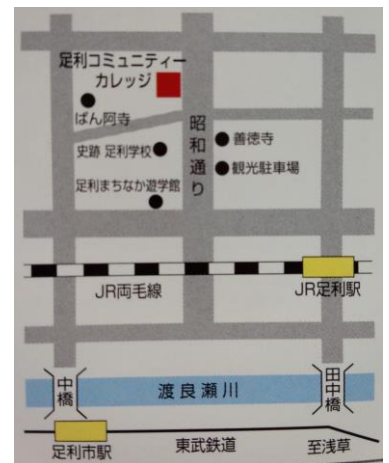 足利コミュニティー
カレッジ
ばん阿寺
昭和通り
善徳寺
史跡 足利学校
観光駐車場
足利まちなか遊学館
JR両毛線
JR足利駅
中橋
渡良瀬川
田中橋
足利市駅
東武鉄道
至浅草